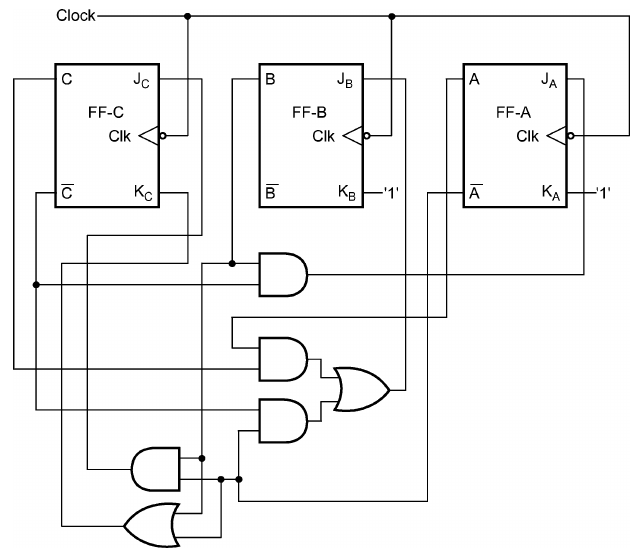 Clock
C J_C B J_B A J_A
FF-C FF-B FF-A
Clk Clk Clk
C̅ K_C B̅ K_B '1' A̅ K_A '1'